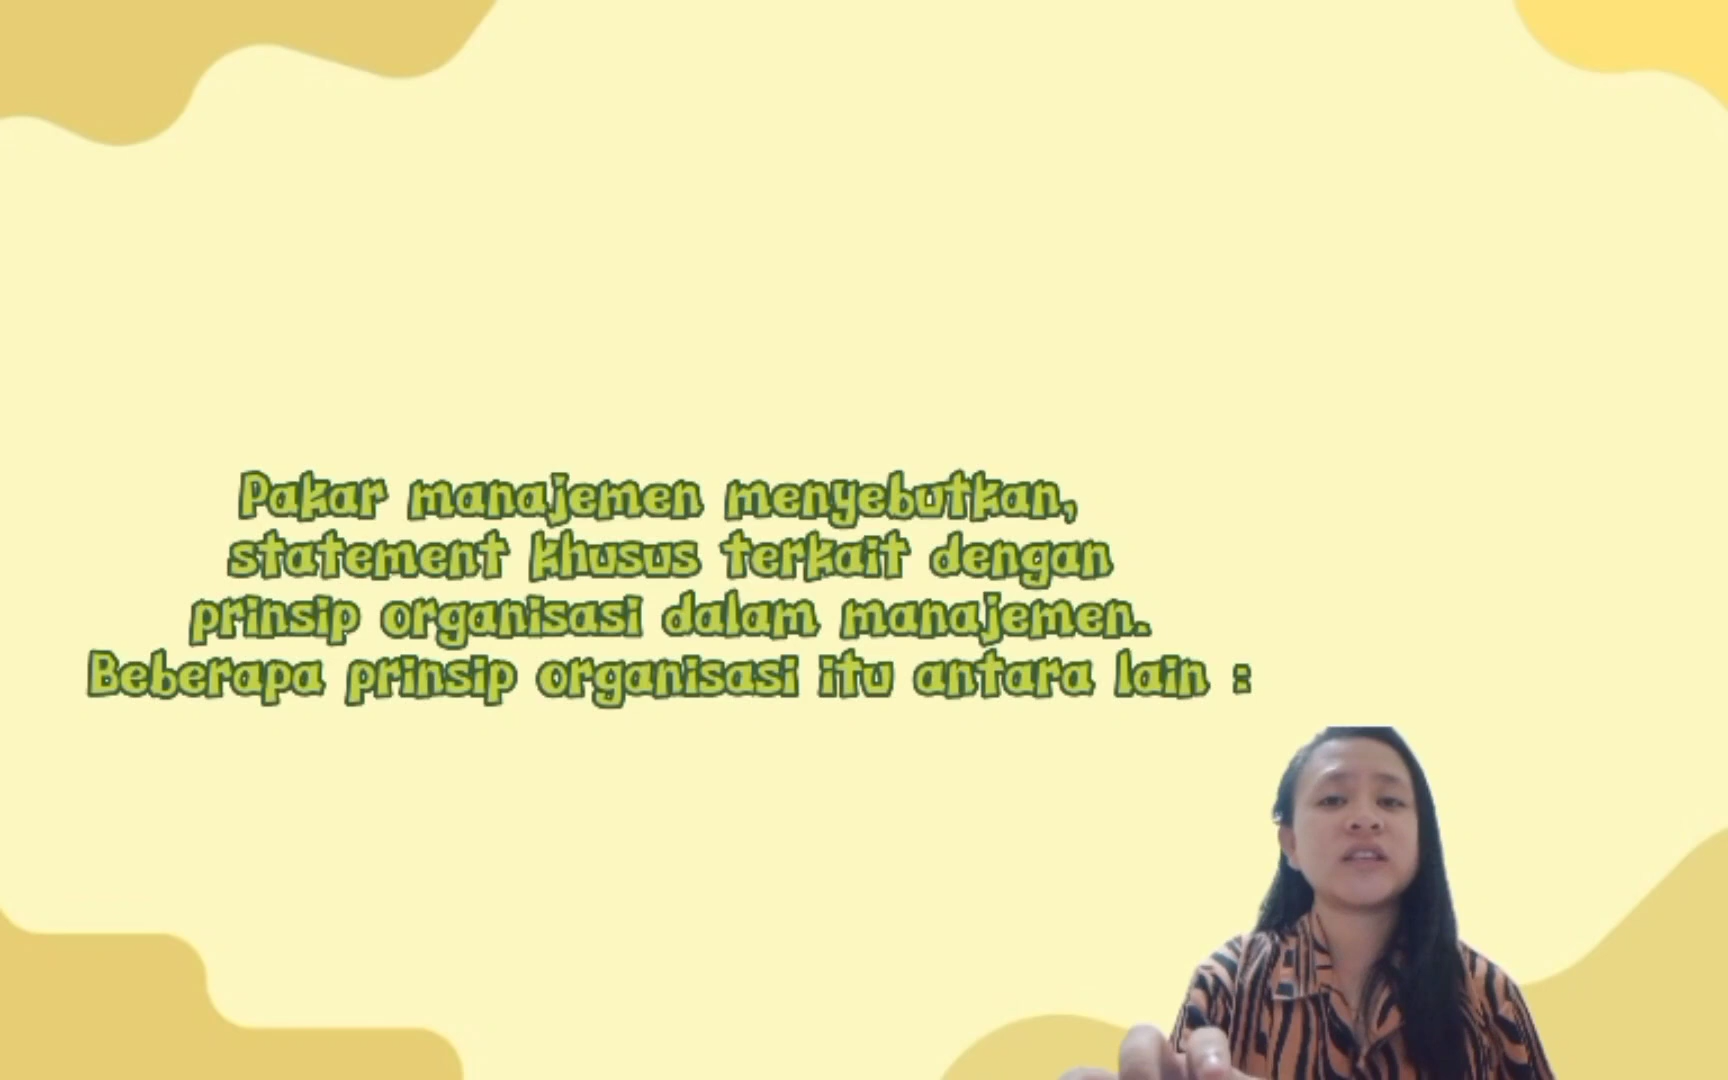 Pakar manajemen menyebutkan,
statement khusus terkait dengan
prinsip organisasi dalam manajemen.
Beberapa prinsip organisasi itu antara lain :